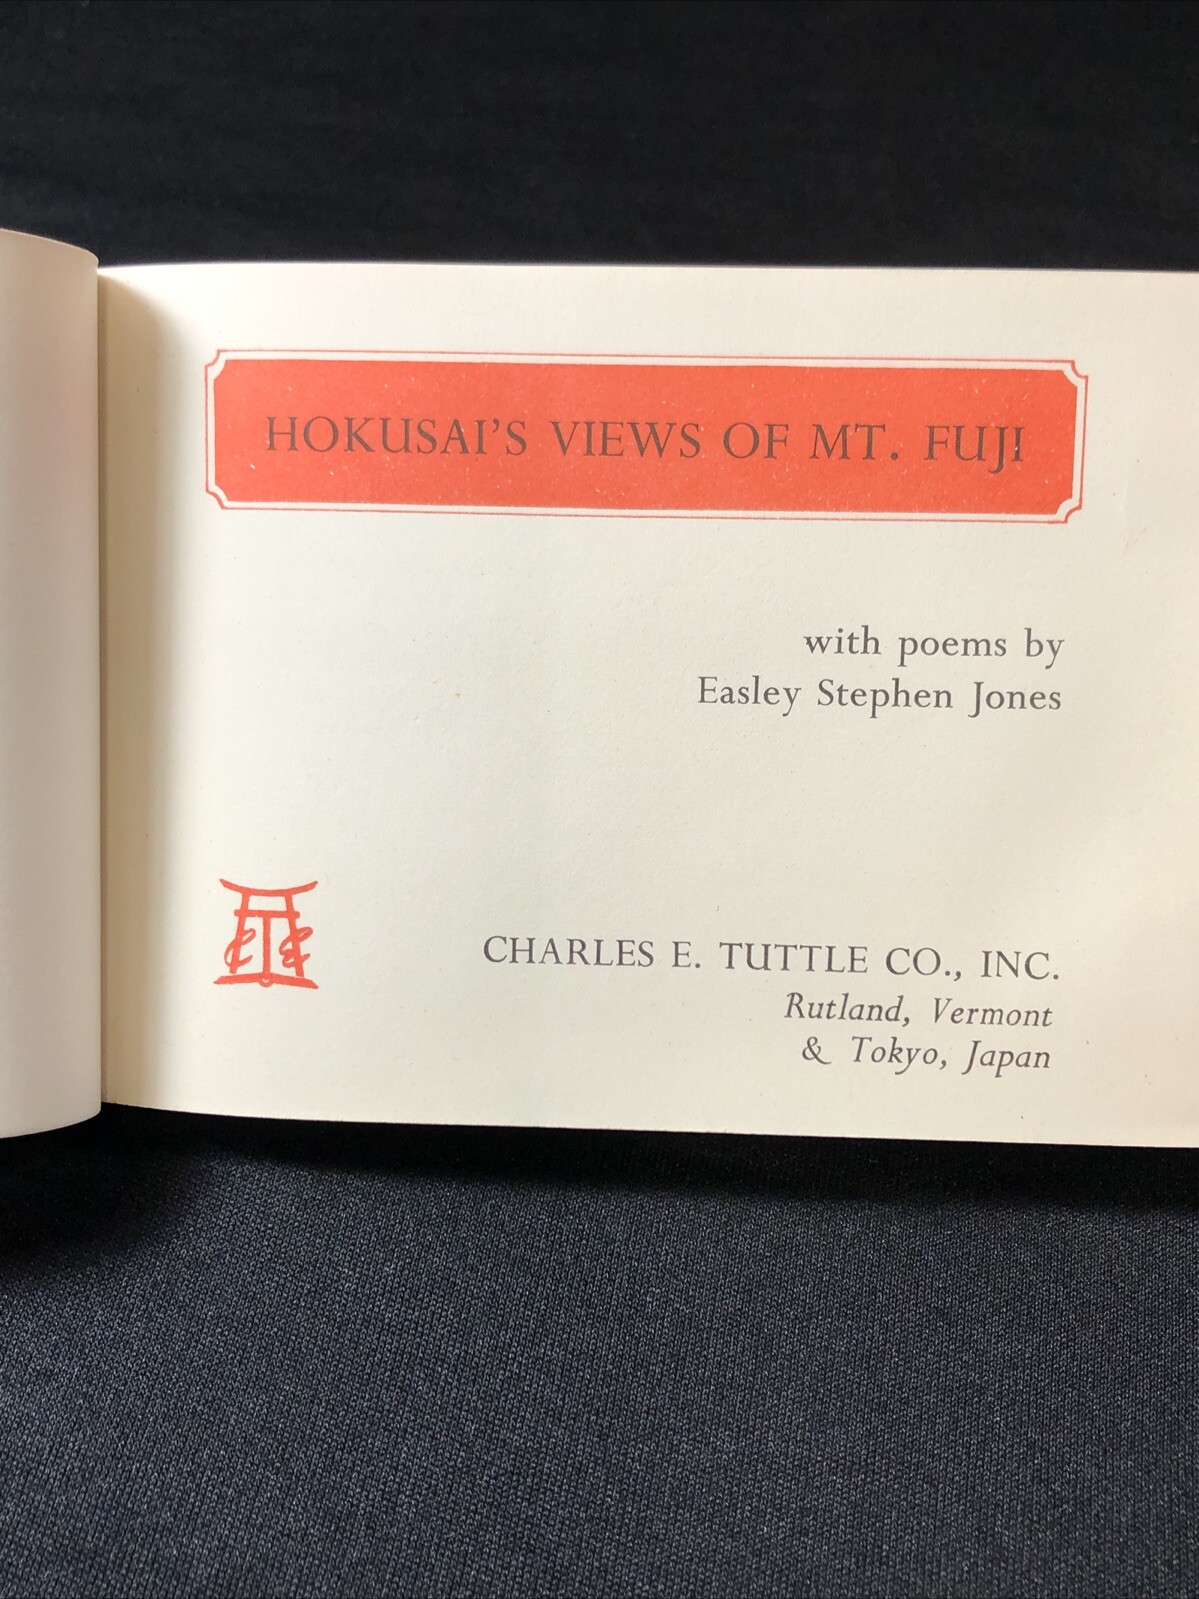 HOKUSAI'S VIEWS OF MT. FUJI
with poems by
Easley Stephen Jones
CHARLES E. TUTTLE CO., INC.
Rutland, Vermont
& Tokyo, Japan